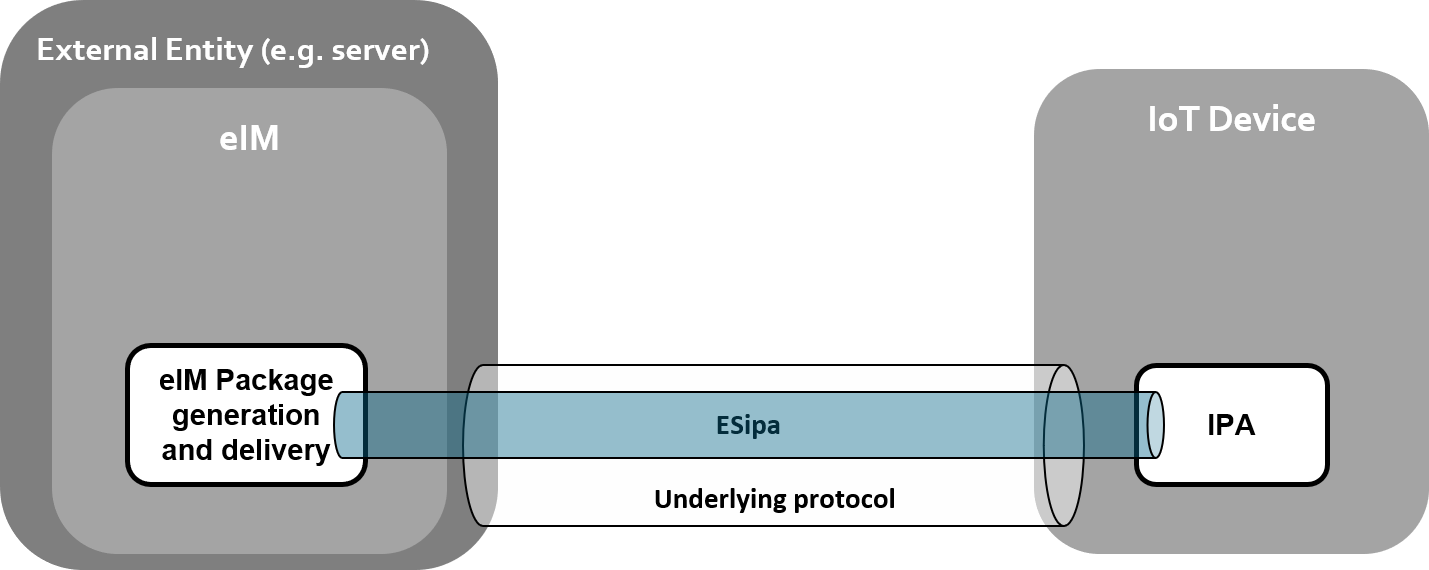 External Entity (e.g. server)
eIM
IoT Device
eIM Package
generation
and delivery
ESipa
IPA
Underlying protocol